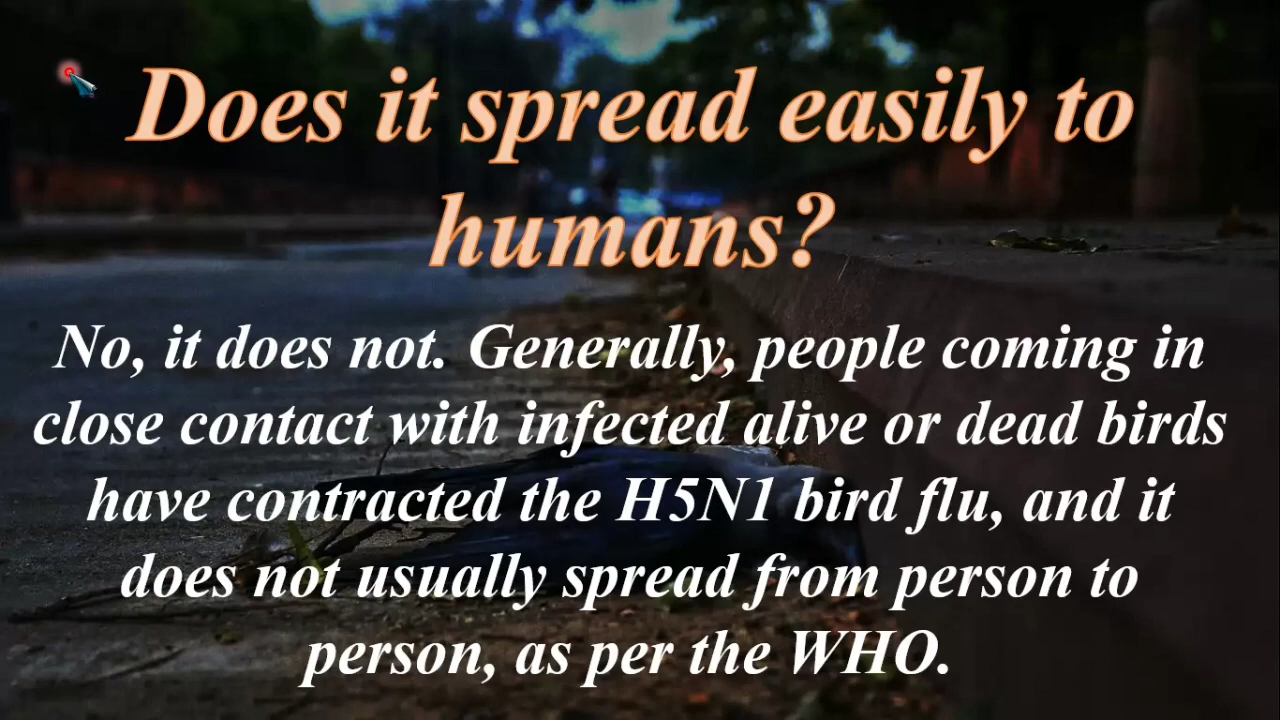 Does it spread easily to
humans?
No, it does not. Generally, people coming in
close contact with infected alive or dead birds
have contracted the H5N1 bird flu, and it
does not usually spread from person to
person, as per the WHO.